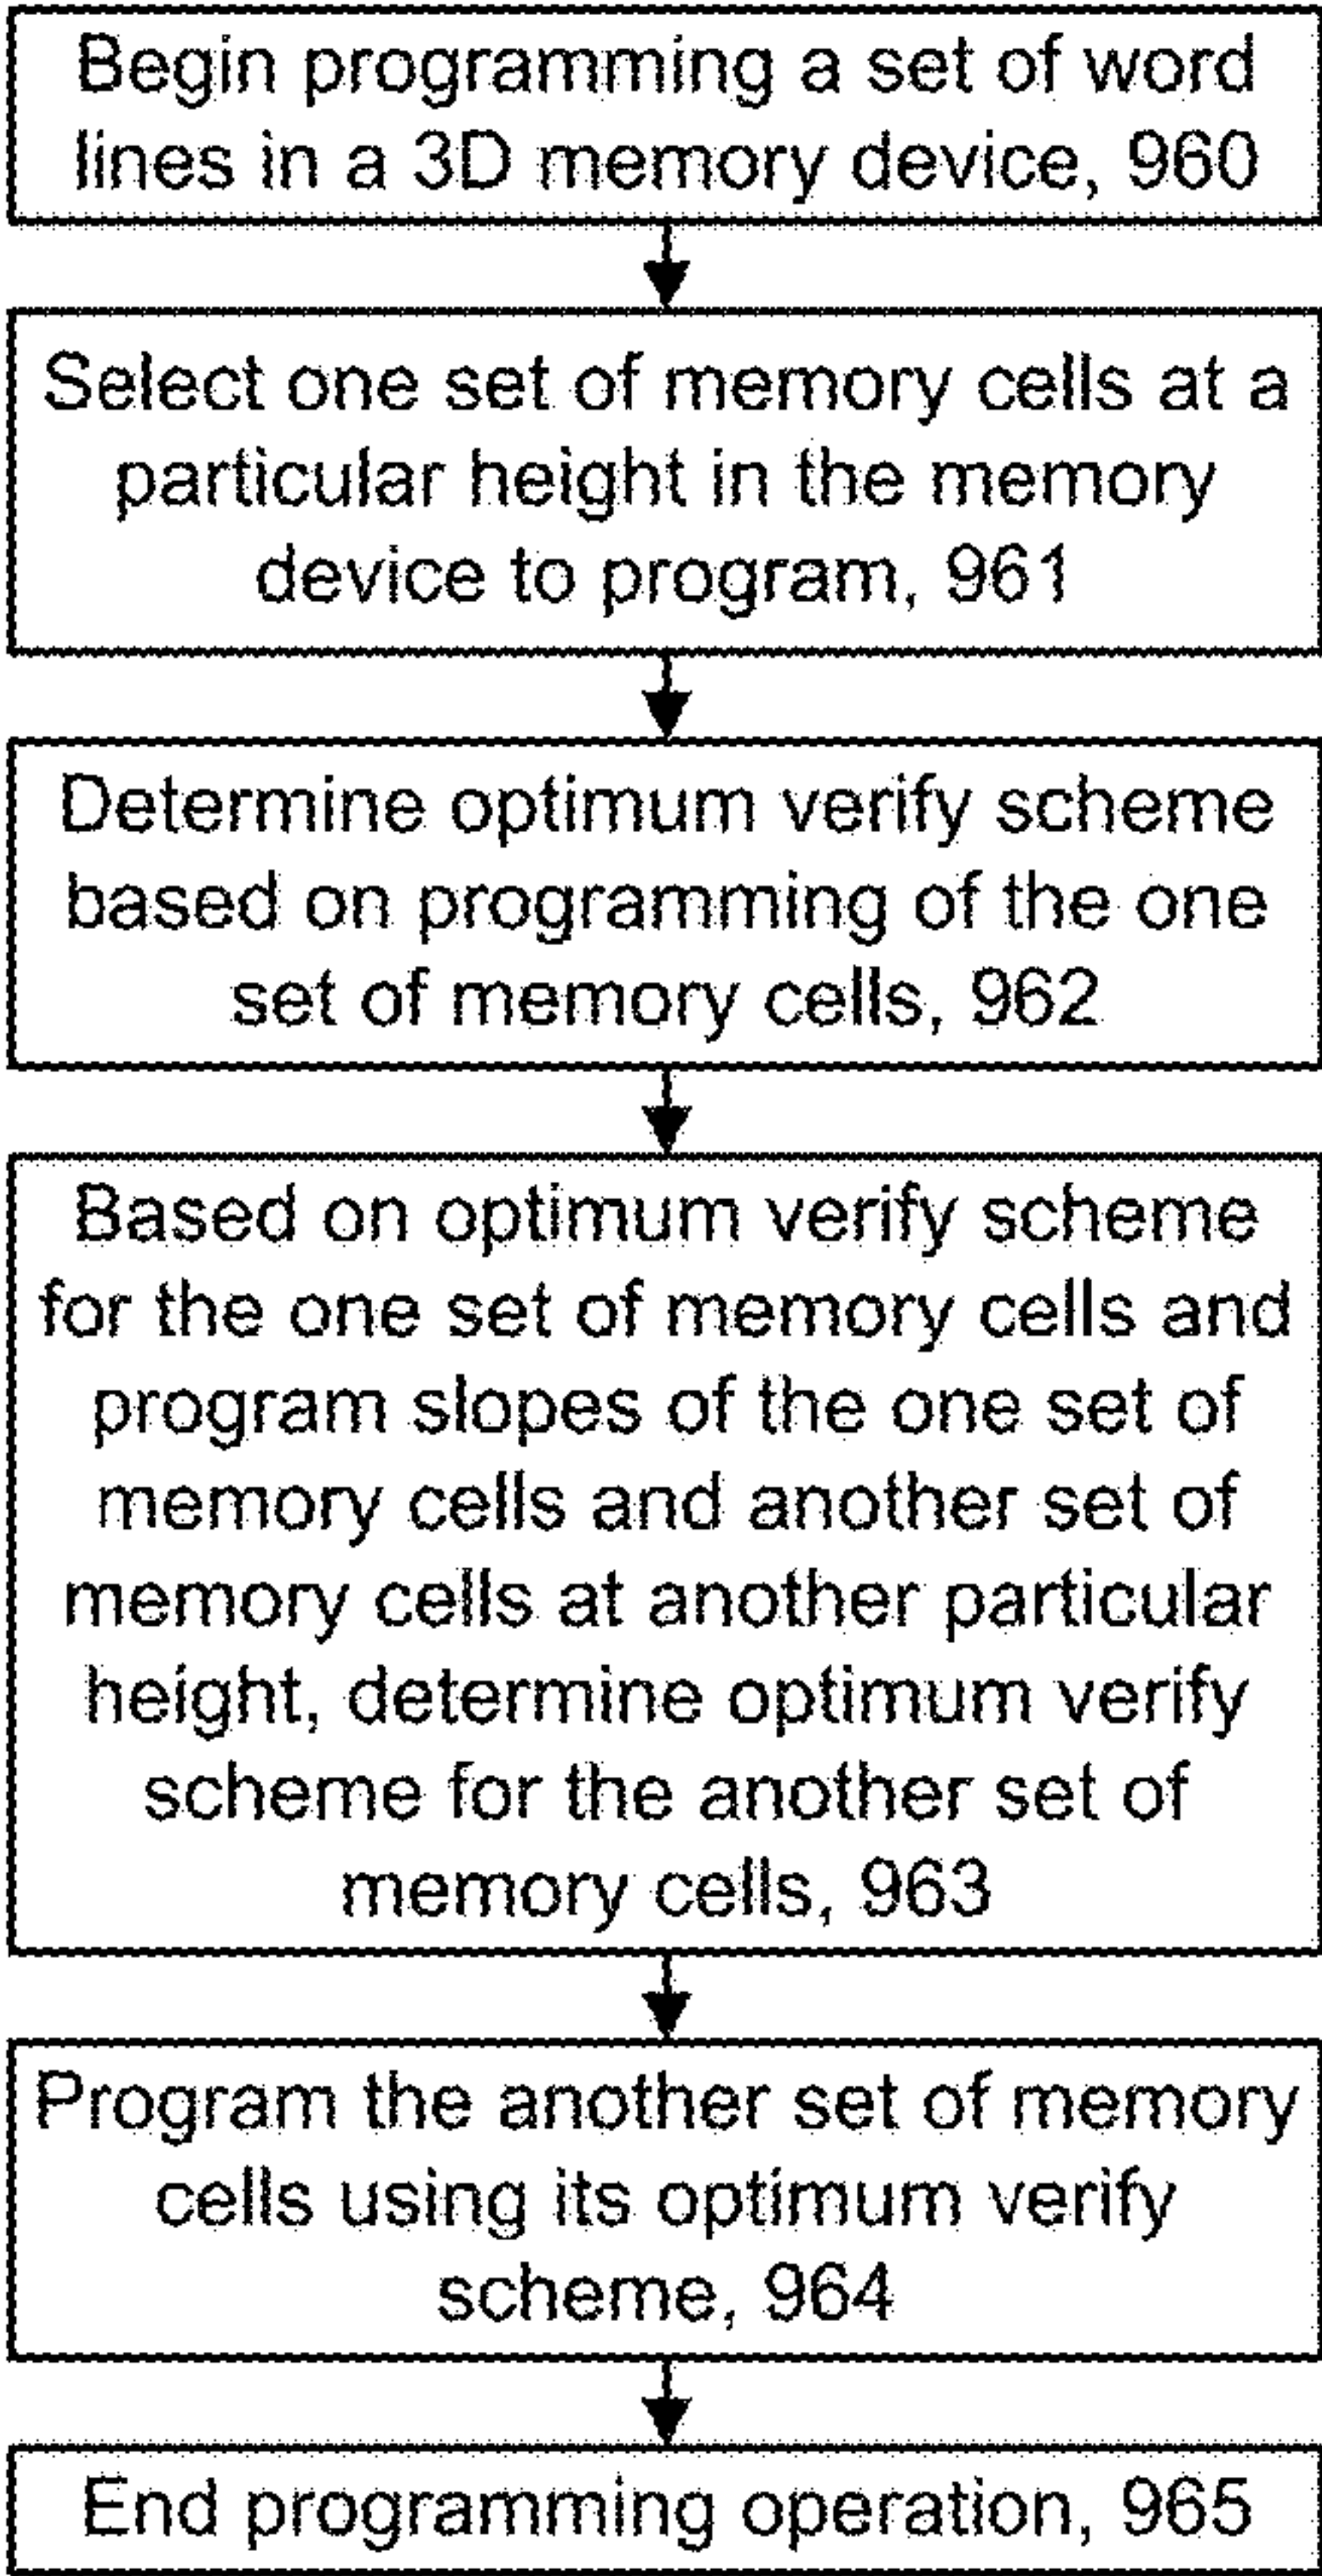 Begin programming a set of word
lines in a 3D memory device, 960
Select one set of memory cells at a
particular height in the memory
device to program, 961
Determine optimum verify scheme
based on programming of the one
set of memory cells, 962
Based on optimum verify scheme
for the one set of memory cells and
program slopes of the one set of
memory cells and another set of
memory cells at another particular
height, determine optimum verify
scheme for the another set of
memory cells, 963
Program the another set of memory
cells using its optimum verify
scheme, 964
End programming operation, 965